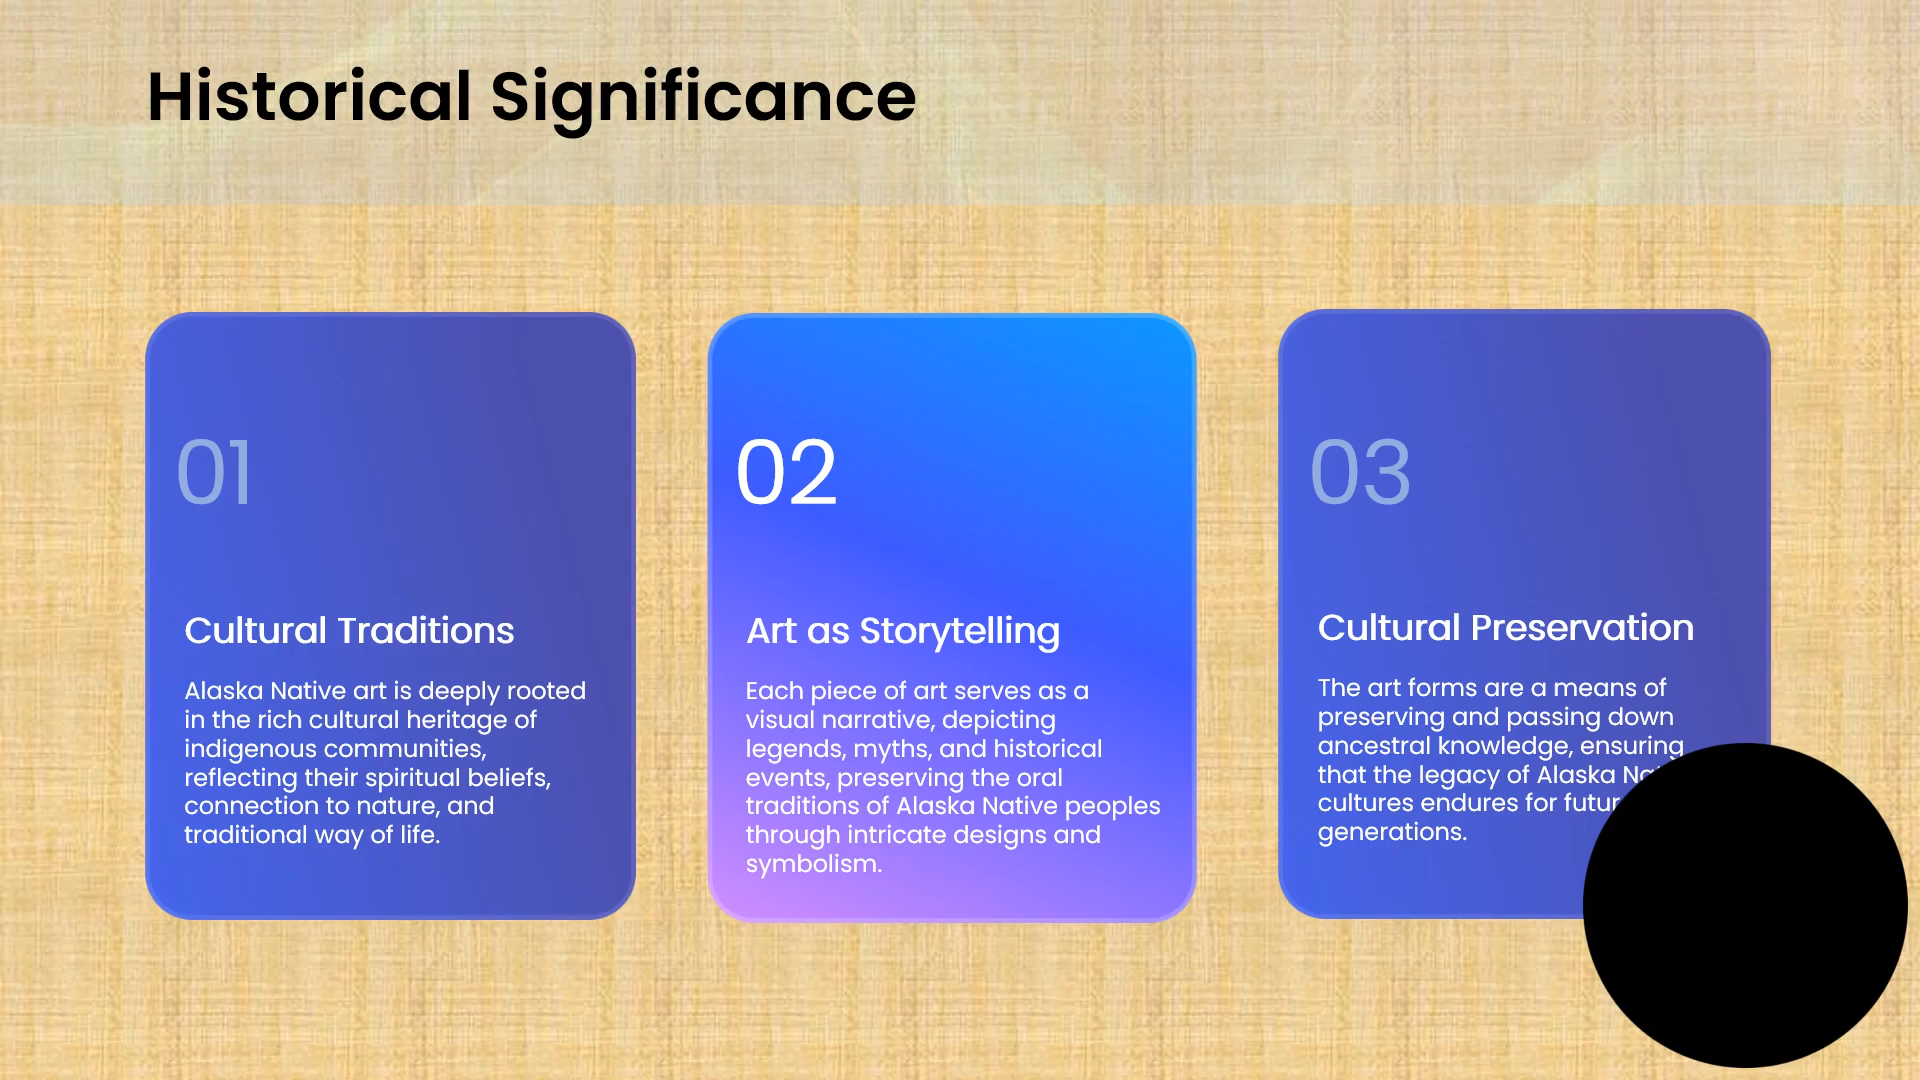 Historical Significance
01
Cultural Traditions
Alaska Native art is deeply rooted
in the rich cultural heritage of
indigenous communities,
reflecting their spiritual beliefs,
connection to nature, and
traditional way of life.
02
Art as Storytelling
Each piece of art serves as a
visual narrative, depicting
legends, myths, and historical
events, preserving the oral
traditions of Alaska Native peoples
through intricate designs and
symbolism.
03
Cultural Preservation
The art forms are a means of
preserving and passing down
ancestral knowledge, ensuring
that the legacy of Alaska
cultures endures for
generations.